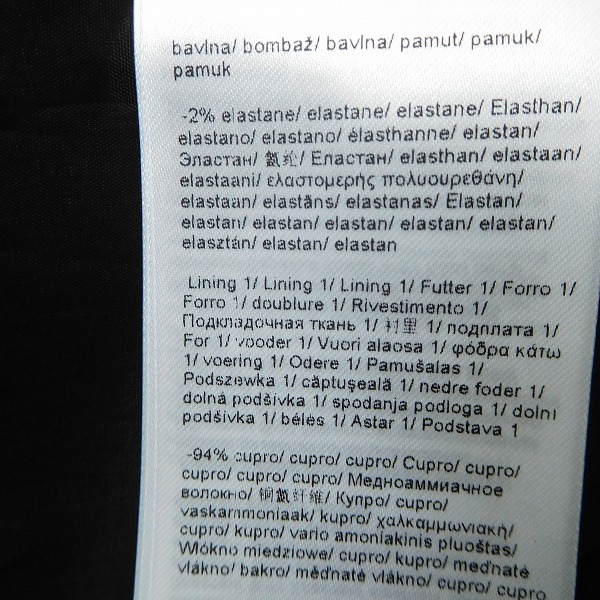 bavlna/ bombaž/ bavlna/ pamut/ pamuk/
pamuk
-2% elastane/ elastane/ elastane/ Elasthan/
elastano/ elastano/ élasthanne/ elastan/
Эластан/ 氨纶/ Еластан/ elasthan/ elastaan/
elastaani/ ελαστομερής πολυουρεθάνη/
elastaan/ elastāns/ elastanas/ Elastan/
elastan/ elastan/ elastan/ elastan/ elastan/
elasztán/ elastan/ elastan
Lining 1/ Lining 1/ Lining 1/ Futter 1/ Forro 1/
Forro 1/ doublure 1/ Rivestimento 1/
Подкладочная ткань 1/ 衬里 1/ подплата 1/
For 1/ vooder 1/ Vuori alaosa 1/ φόδρα κάτω
1/ voering 1/ Odere 1/ Pamušalas 1/
Podszewka 1/ căptuşeală 1/ nedre foder 1/
dolná podšívka 1/ spodanja podloga 1/ dolní
podšívka 1/ bélés 1/ Astar 1/ Podstava 1
-94% cupro/ cupro/ cupro/ Cupro/ cupro/
cupro/ cupro/ cupro/ Медноаммиачное
волокно/ 铜氨纤维/ Купро/ cupro/
vaskammoniaak/ kupro/ χαλκαμμωνιακή/
cupro/ kupro/ vario amoniakinis pluoštas/
Włókno miedziowe/ cupro/ kupro/ meďnaté
vlákno/ bakro/ měďnaté vlákno/ cupro/ cupro